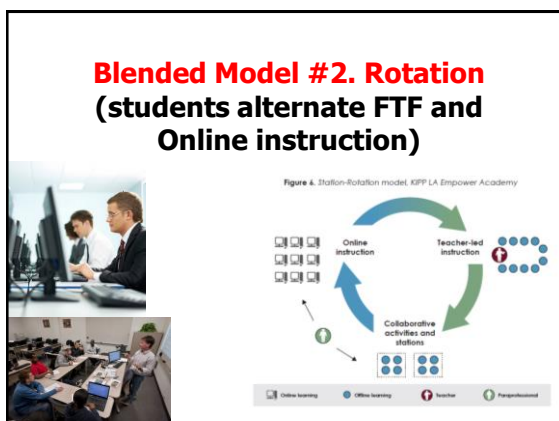 Blended Model #2. Rotation
(students alternate FTF and
Online instruction)
Figure 6. Station-Rotation model, KIPP LA Empower Academy
Online
instruction
Teacher-led
instruction
Collaborative
activities and
stations
Online learning
Offline learning
Teacher
Paraprofessional